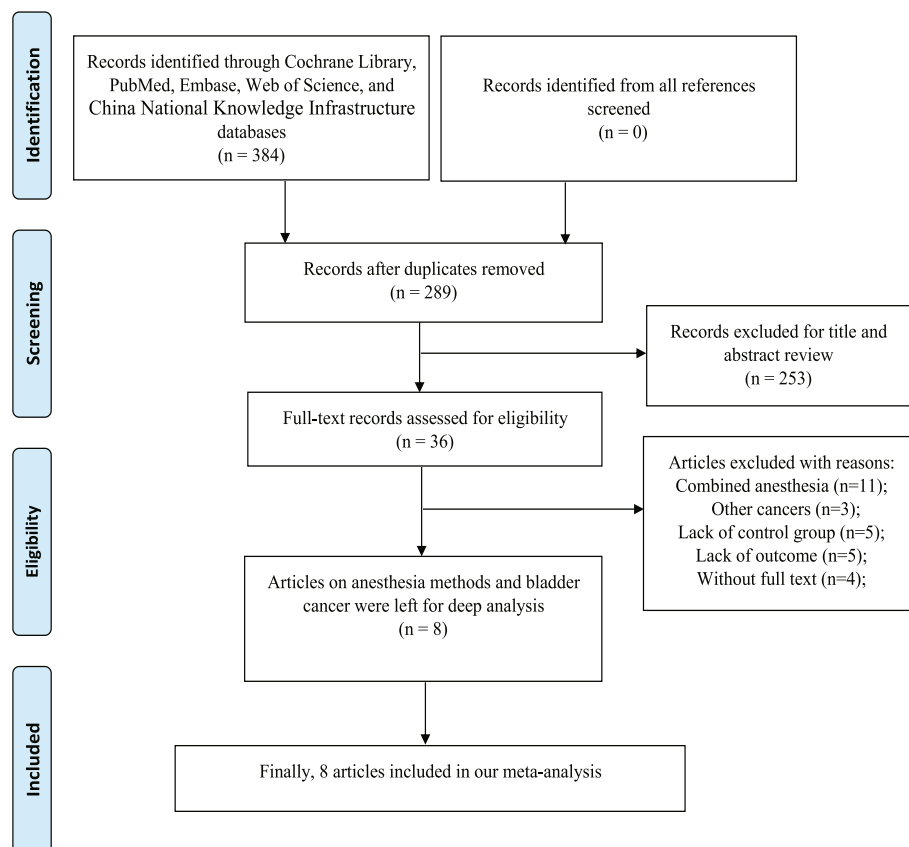 Identification
Records identified through Cochrane Library,
PubMed, Embase, Web of Science, and
China National Knowledge Infrastructure
databases
(n = 384)
Records identified from all references
screened
(n = 0)
Screening
Records after duplicates removed
(n = 289)
Records excluded for title and
abstract review
(n = 253)
Full-text records assessed for eligibility
(n = 36)
Eligibility
Articles excluded with reasons:
Combined anesthesia (n=11);
Other cancers (n=3);
Lack of control group (n=5);
Lack of outcome (n=5);
Without full text (n=4);
Articles on anesthesia methods and bladder
cancer were left for deep analysis
(n = 8)
Included
Finally, 8 articles included in our meta-analysis